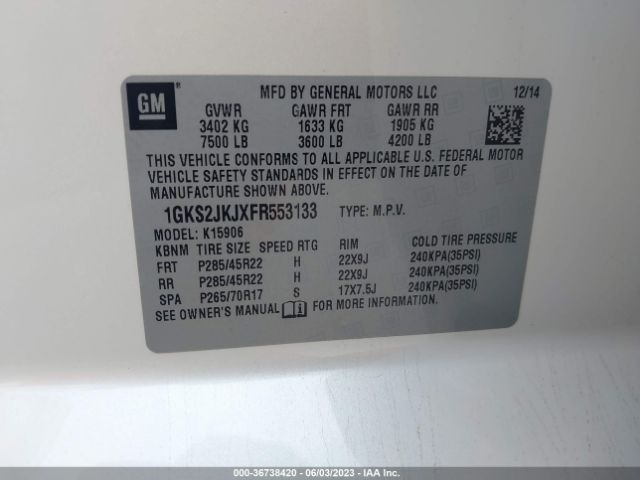 GM ®
MFD BY GENERAL MOTORS LLC 12/14
GVWR GAWR FRT GAWR RR
3402 KG 1633 KG 1905 KG
7500 LB 3600 LB 4200 LB
THIS VEHICLE CONFORMS TO ALL APPLICABLE U.S. FEDERAL MOTOR
VEHICLE SAFETY STANDARDS IN EFFECT ON THE DATE OF
MANUFACTURE SHOWN ABOVE.
1GKS2JKJXFR553133 TYPE: M.P.V.
MODEL: K15906
KBNM TIRE SIZE SPEED RTG RIM COLD TIRE PRESSURE
FRT P285/45R22 H 22X9J 240KPA(35PSI)
RR P285/45R22 H 22X9J 240KPA(35PSI)
SPA P265/70R17 S 17X7.5J 240KPA(35PSI)
SEE OWNER'S MANUAL FOR MORE INFORMATION.
000-36738420 - 06/03/2023 - IAA Inc.